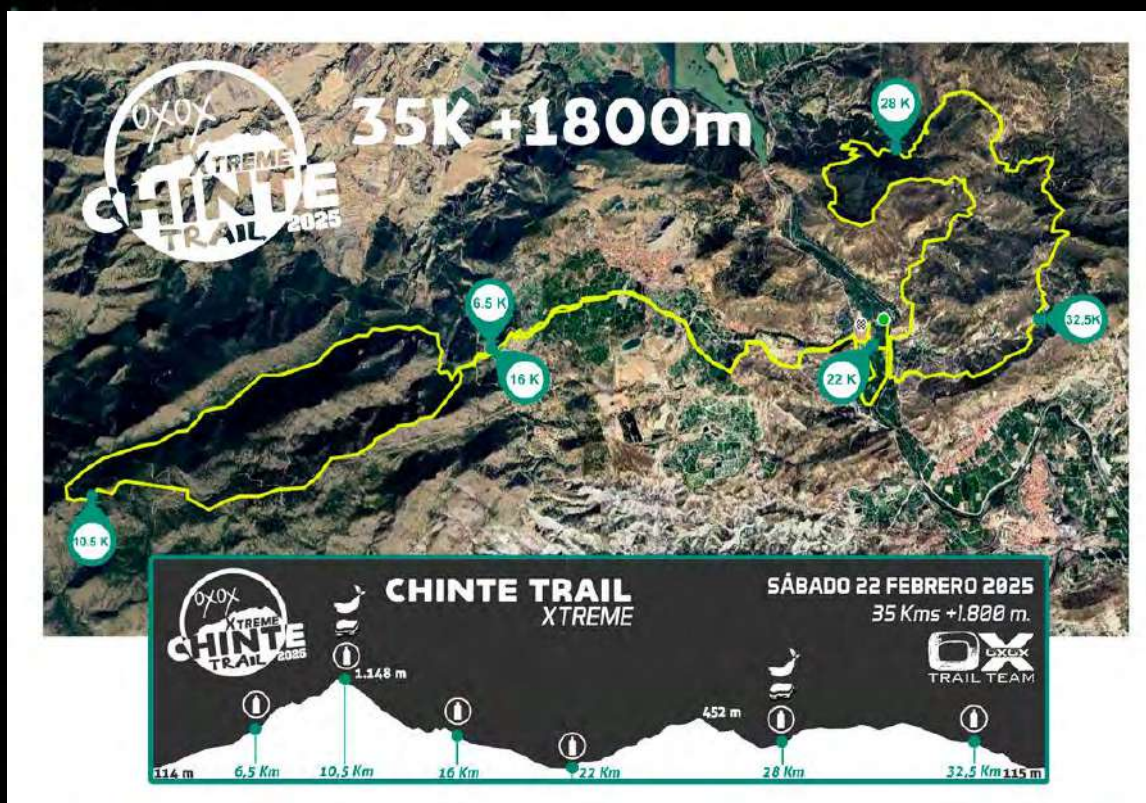 OXOX
XTREME
CHINTE
TRAIL 2025
35K +1800m
28 K
6.5 K
16 K
22 K
32,5K
10.5 K
OXOX
XTREME
CHINTE
TRAIL 2025
CHINTE TRAIL
XTREME
SÁBADO 22 FEBRERO 2025
35 Kms +1.800 m.
OX
OXOX
TRAIL TEAM
1.148 m
452 m
114 m
6,5 Km
10,5 Km
16 Km
22 Km
28 Km
32,5 Km
115 m